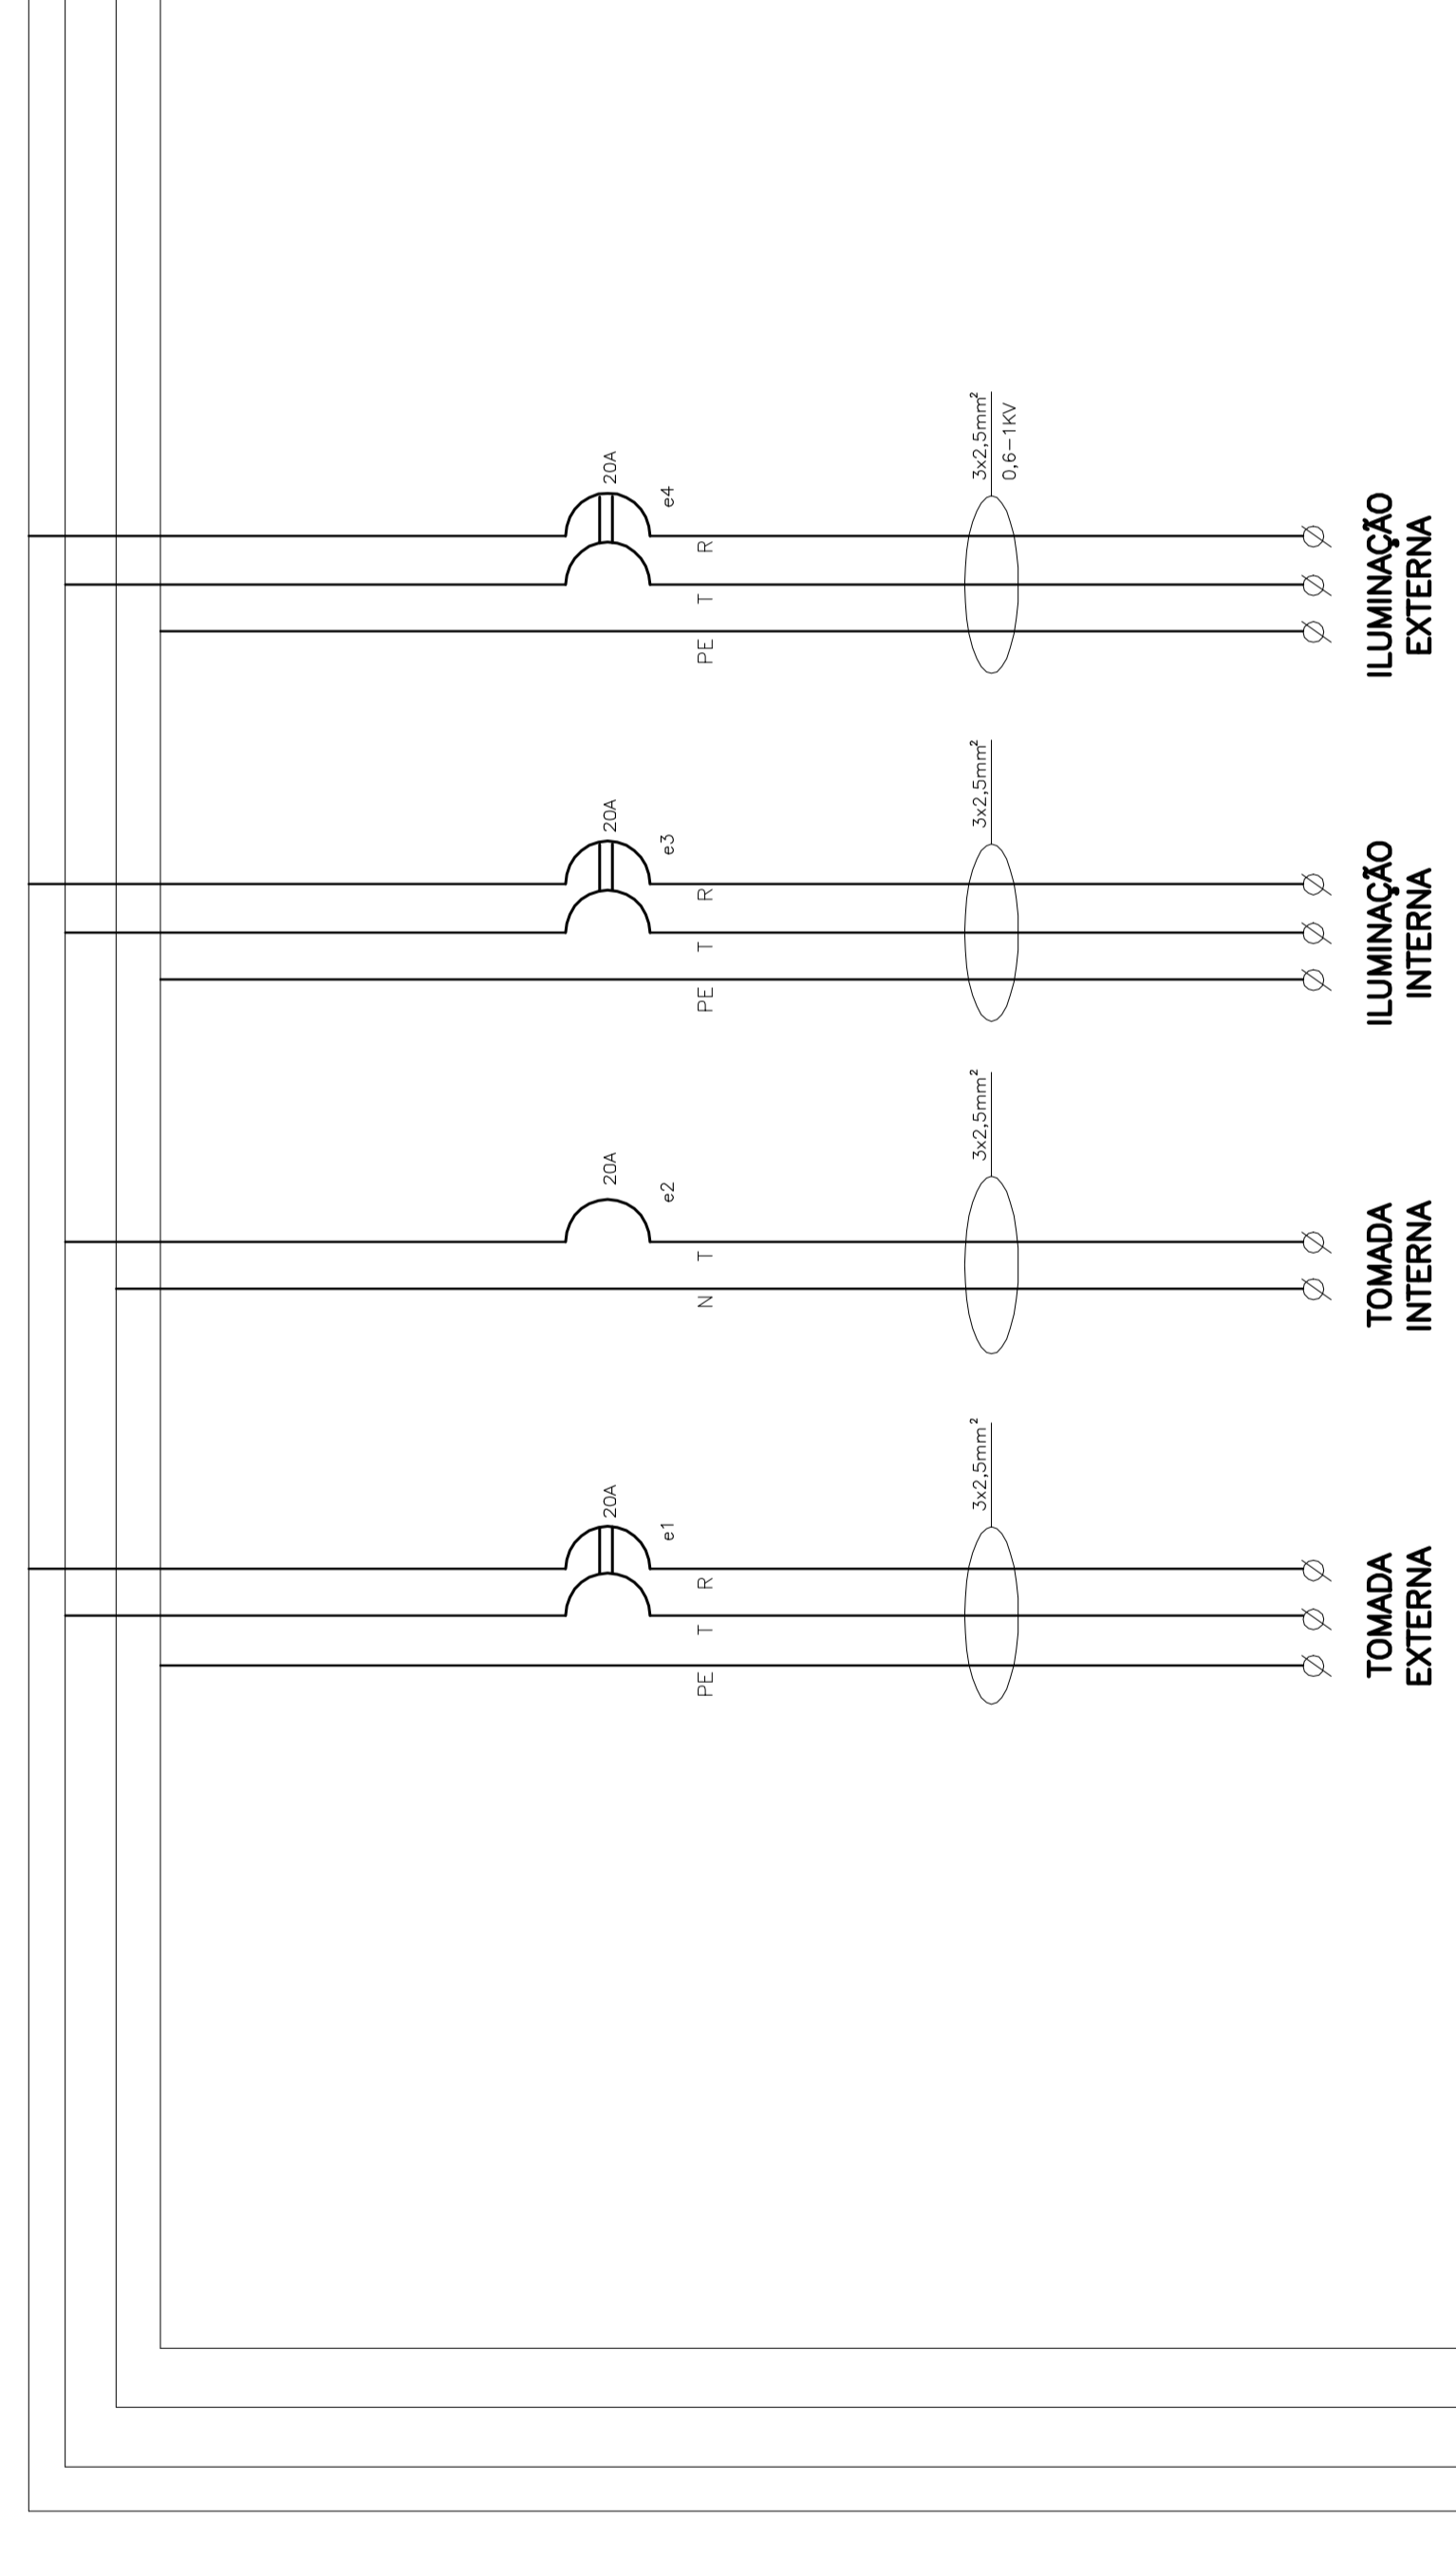 20A
e1
PE T R
3x2,5mm²
TOMADA
EXTERNA
20A
e2
N T
3x2,5mm²
TOMADA
INTERNA
20A
e3
PE T R
3x2,5mm²
ILUMINAÇÃO
INTERNA
20A
e4
PE T R
3x2,5mm²
0,6-1KV
ILUMINAÇÃO
EXTERNA